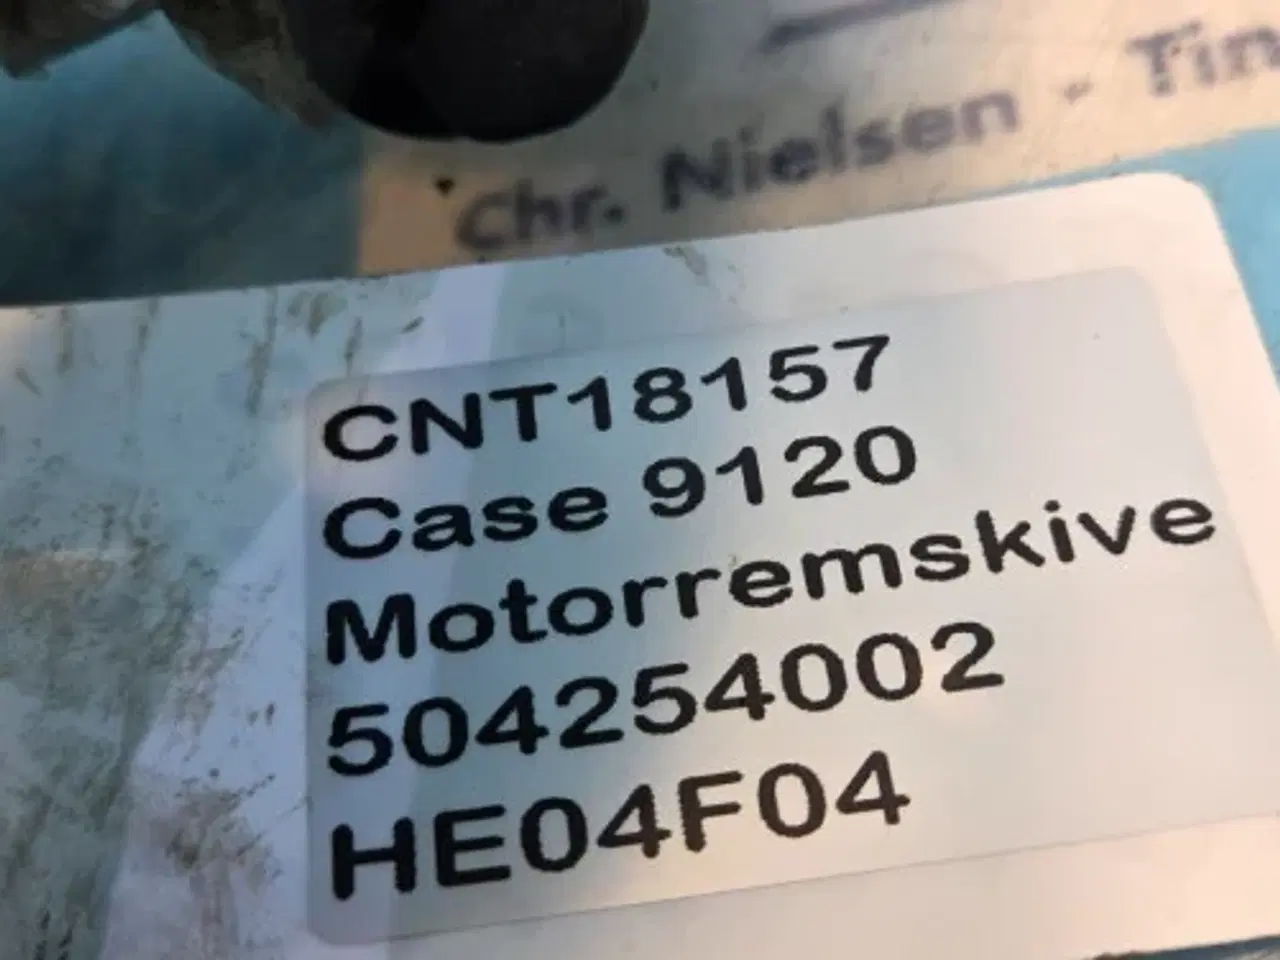 Chr. Nielsen - Tin
CNT18157
Case 9120
Motorremskive
504254002
HE04F04